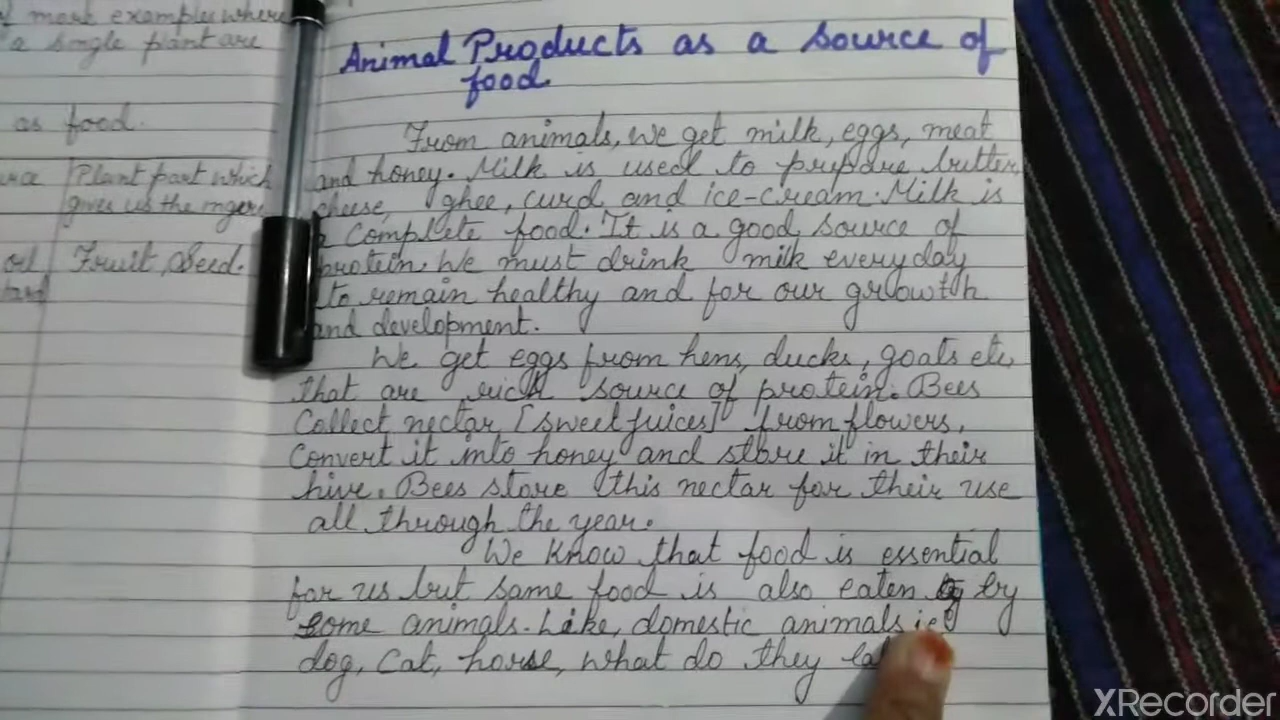 mark example where
a single plant are
as food.
Plant part which
gives us the
Fruit, Seed.
Animal Products as a source of
food
From animals, we get milk, eggs, meat
and honey. Milk is used to prepare butter
cheese, ghee, curd and ice-cream. Milk is
a complete food. It is a good source of
protein. We must drink milk everyday
to remain healthy and for our growth
and development.
We get eggs from hens, ducks, goats etc,
that are rich source of protein. Bees
Collect nectar [sweet juices] from flowers,
Convert it into honey and store it in their
hive. Bees store this nectar for their use
all through the year.
We know that food is essential
for us but same food is also eaten by
some animals. Like, domestic animals ie
dog, cat, horse, what do they
XRecorder